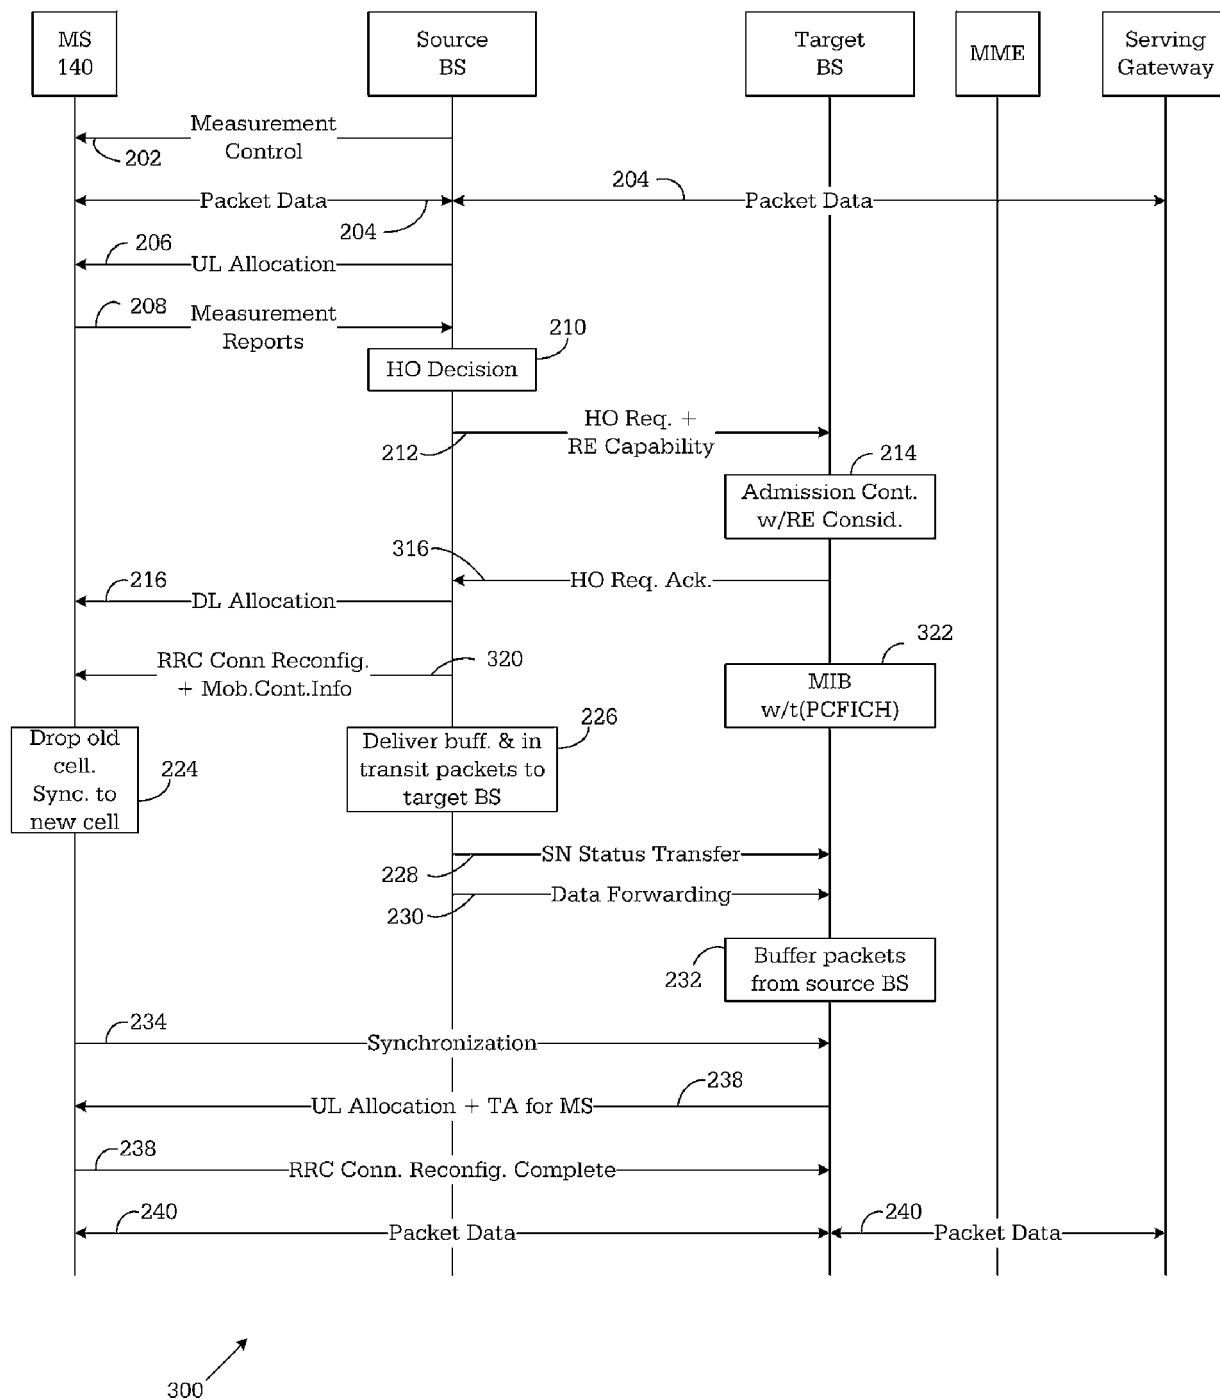 MS
140
Source
BS
Target
BS
MME
Serving
Gateway
Measurement
Control
202
Packet Data
204
204
Packet Data
206
UL Allocation
208
Measurement
Reports
210
HO Decision
HO Req. +
RE Capability
212
214
Admission Cont.
w/RE Consid.
316
HO Req. Ack.
216
DL Allocation
RRC Conn Reconfig.
+ Mob.Cont.Info
320
322
MIB
w/t(PCFICH)
Drop old
cell.
Sync. to
new cell
224
Deliver buff. & in
transit packets to
target BS
226
SN Status Transfer
228
Data Forwarding
230
Buffer packets
from source BS
232
234
Synchronization
238
UL Allocation + TA for MS
238
RRC Conn. Reconfig. Complete
240
Packet Data
240
Packet Data
300